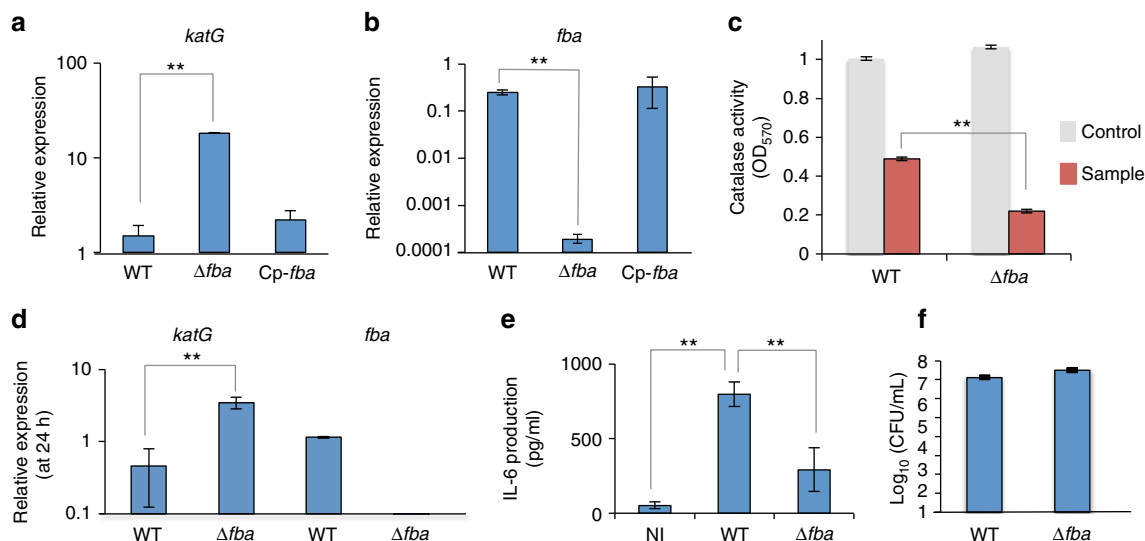 a
katG
Relative expression
100
10
1
**
WT
Δfba
Cp-fba
b
fba
Relative expression
1
0.1
0.01
0.001
0.0001
**
WT
Δfba
Cp-fba
c
Catalase activity
(OD570)
1
0.8
0.6
0.4
0.2
0
**
WT
Δfba
Control
Sample
d
katG
fba
Relative expression
(at 24 h)
10
1
0.1
**
WT
Δfba
WT
Δfba
e
IL-6 production
(pg/ml)
1000
500
0
**
**
NI
WT
Δfba
f
Log10 (CFU/mL)
8
7
6
5
4
3
2
1
WT
Δfba